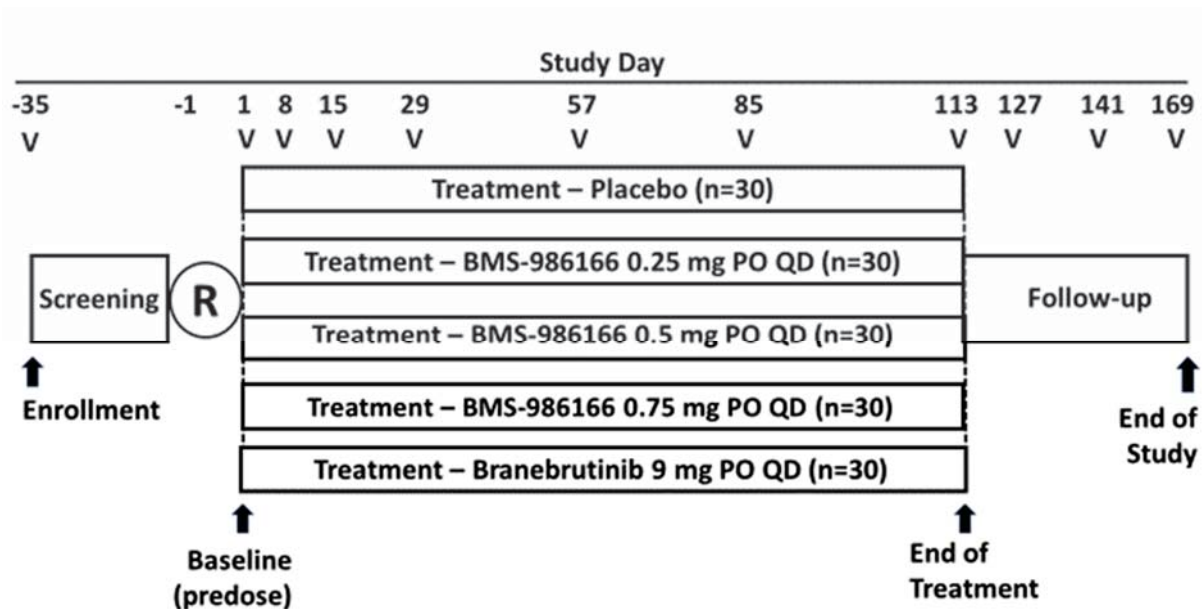 Study Day
-35 -1 1 8 15 29 57 85 113 127 141 169
V V V V V V V V V V V
Treatment – Placebo (n=30)
Treatment – BMS-986166 0.25 mg PO QD (n=30)
Screening R Follow-up
Treatment – BMS-986166 0.5 mg PO QD (n=30)
Enrollment
Treatment – BMS-986166 0.75 mg PO QD (n=30)
End of
Study
Treatment – Branebrutinib 9 mg PO QD (n=30)
Baseline
(predose)
End of
Treatment